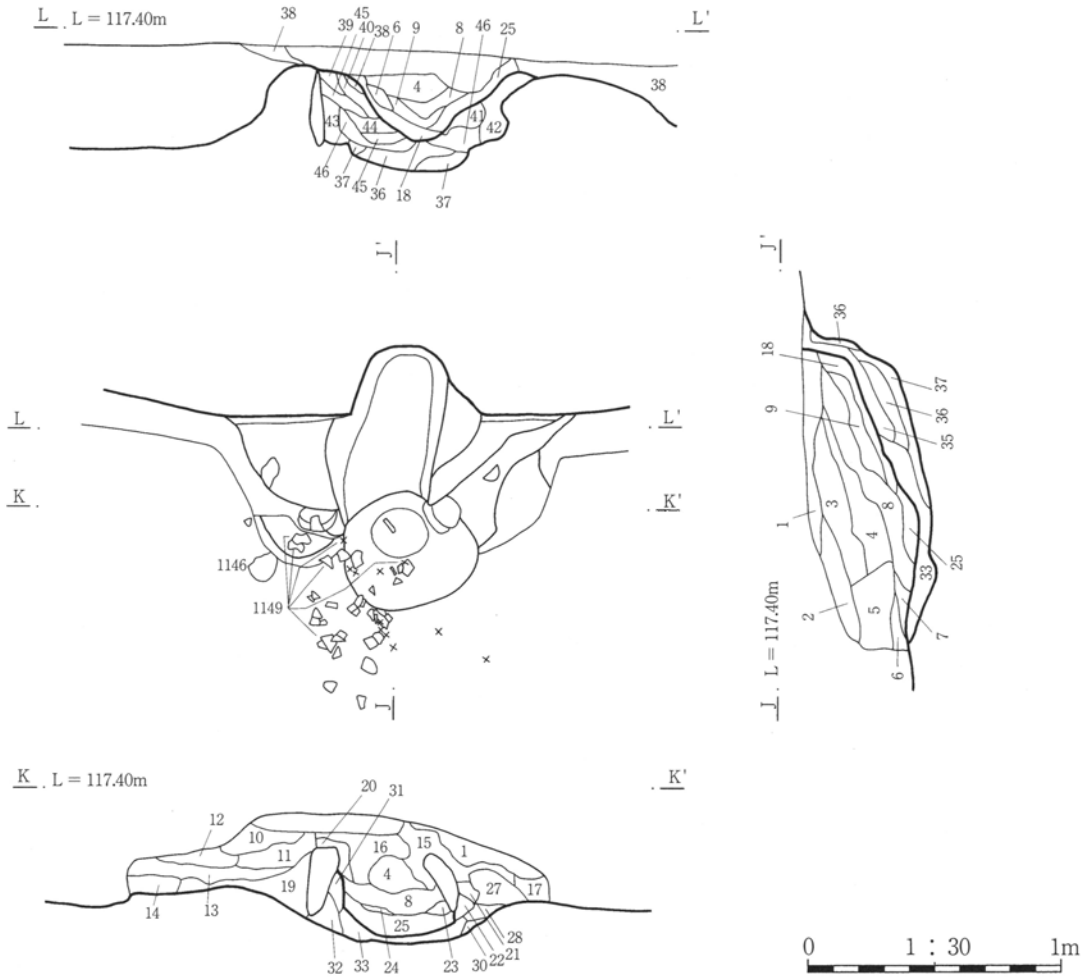 L L = 117.40m L'
38 39 45 40 38 6 9 8 46 25
4
38
43 44 41 42
46 37 45 36 18 37
J' J'
36
18 37
9 36
35
L L'
K K'
1 3 8
4
25
33
1146
1149
2 5 7
6
J J L = 117.40m
K L = 117.40m K'
20 31
12
10 16 15 1
11 4 27 17
19 8
14 13 25 28
21
22
32 33 24 23 30
0 1 : 30 1m